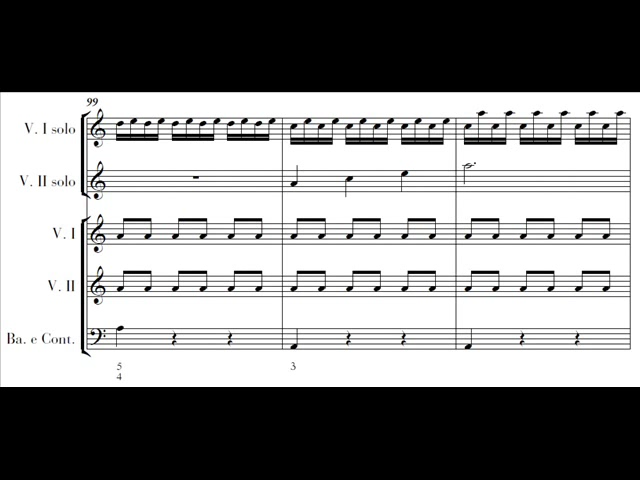 99
V. I solo
V. II solo
V. I
V. II
Ba. e Cont.
5 3
4